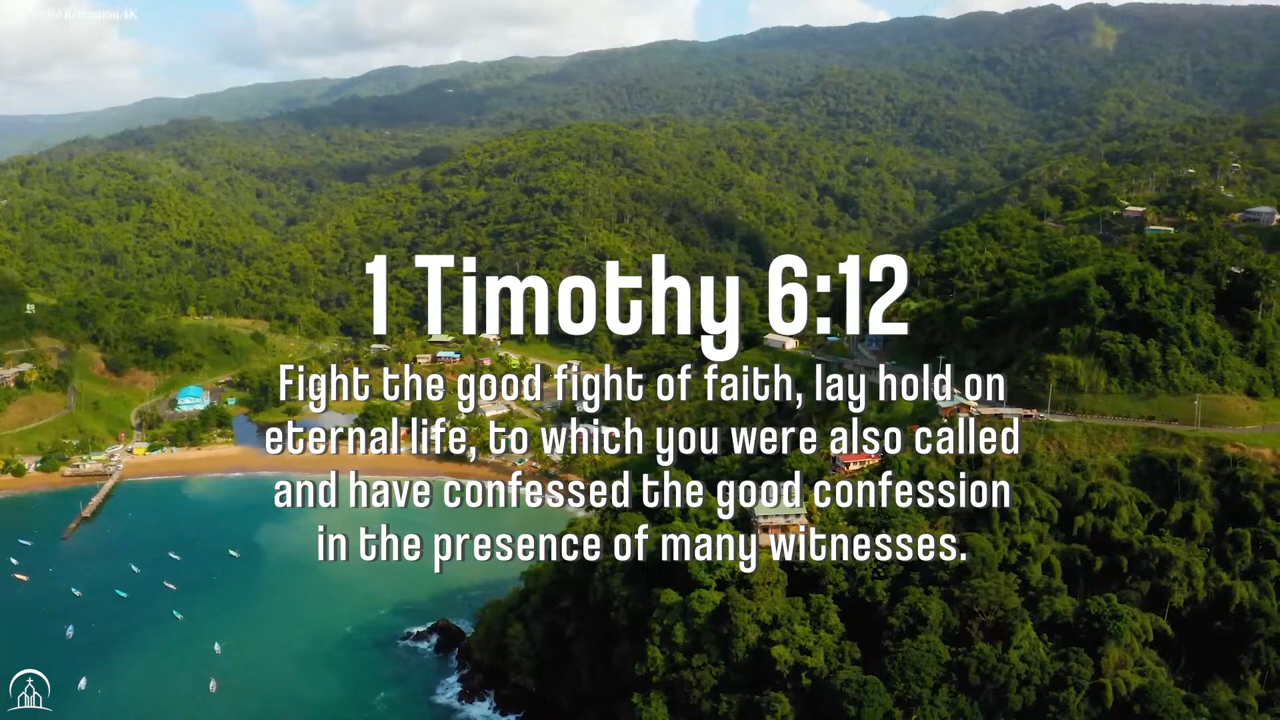 1 Timothy 6:12
Fight the good fight of faith, lay hold on
eternal life, to which you were also called
and have confessed the good confession
in the presence of many witnesses.